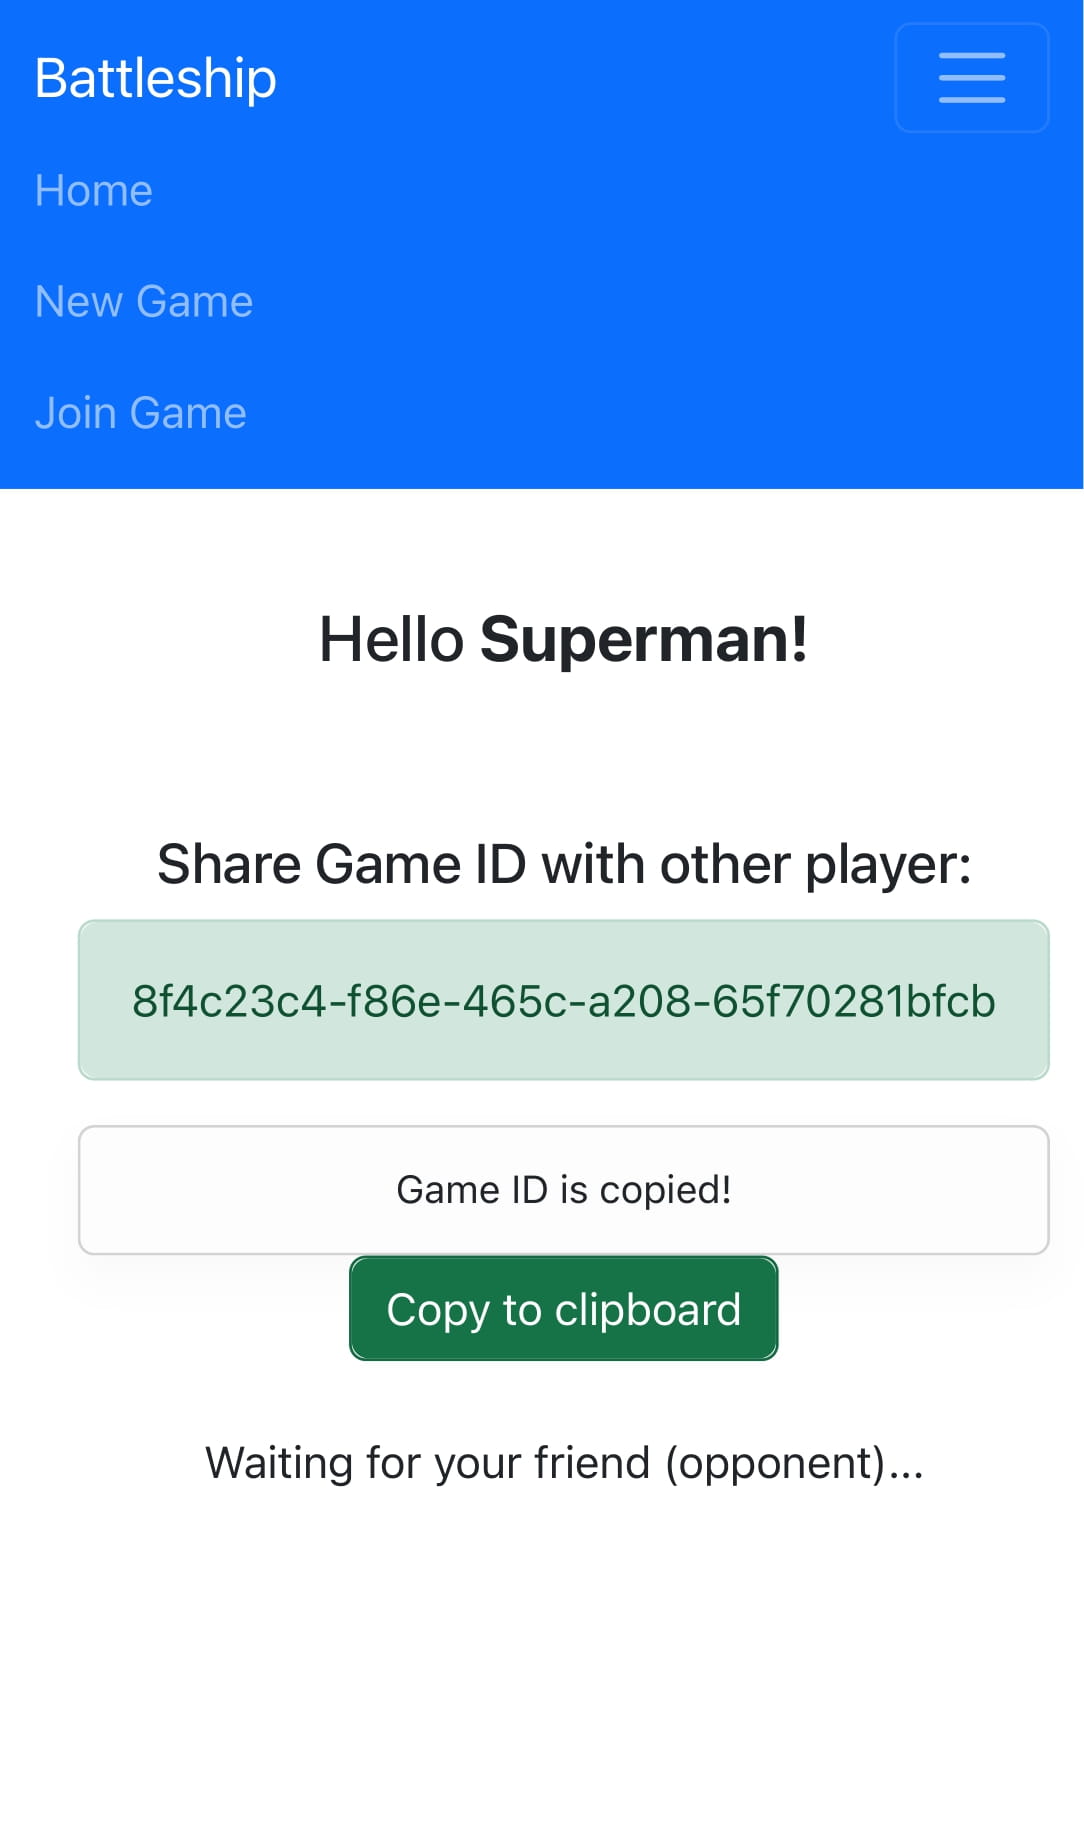 Battleship
Home
New Game
Join Game
Hello Superman!
Share Game ID with other player:
8f4c23c4-f86e-465c-a208-65f70281bfcb
Game ID is copied!
Copy to clipboard
Waiting for your friend (opponent)...